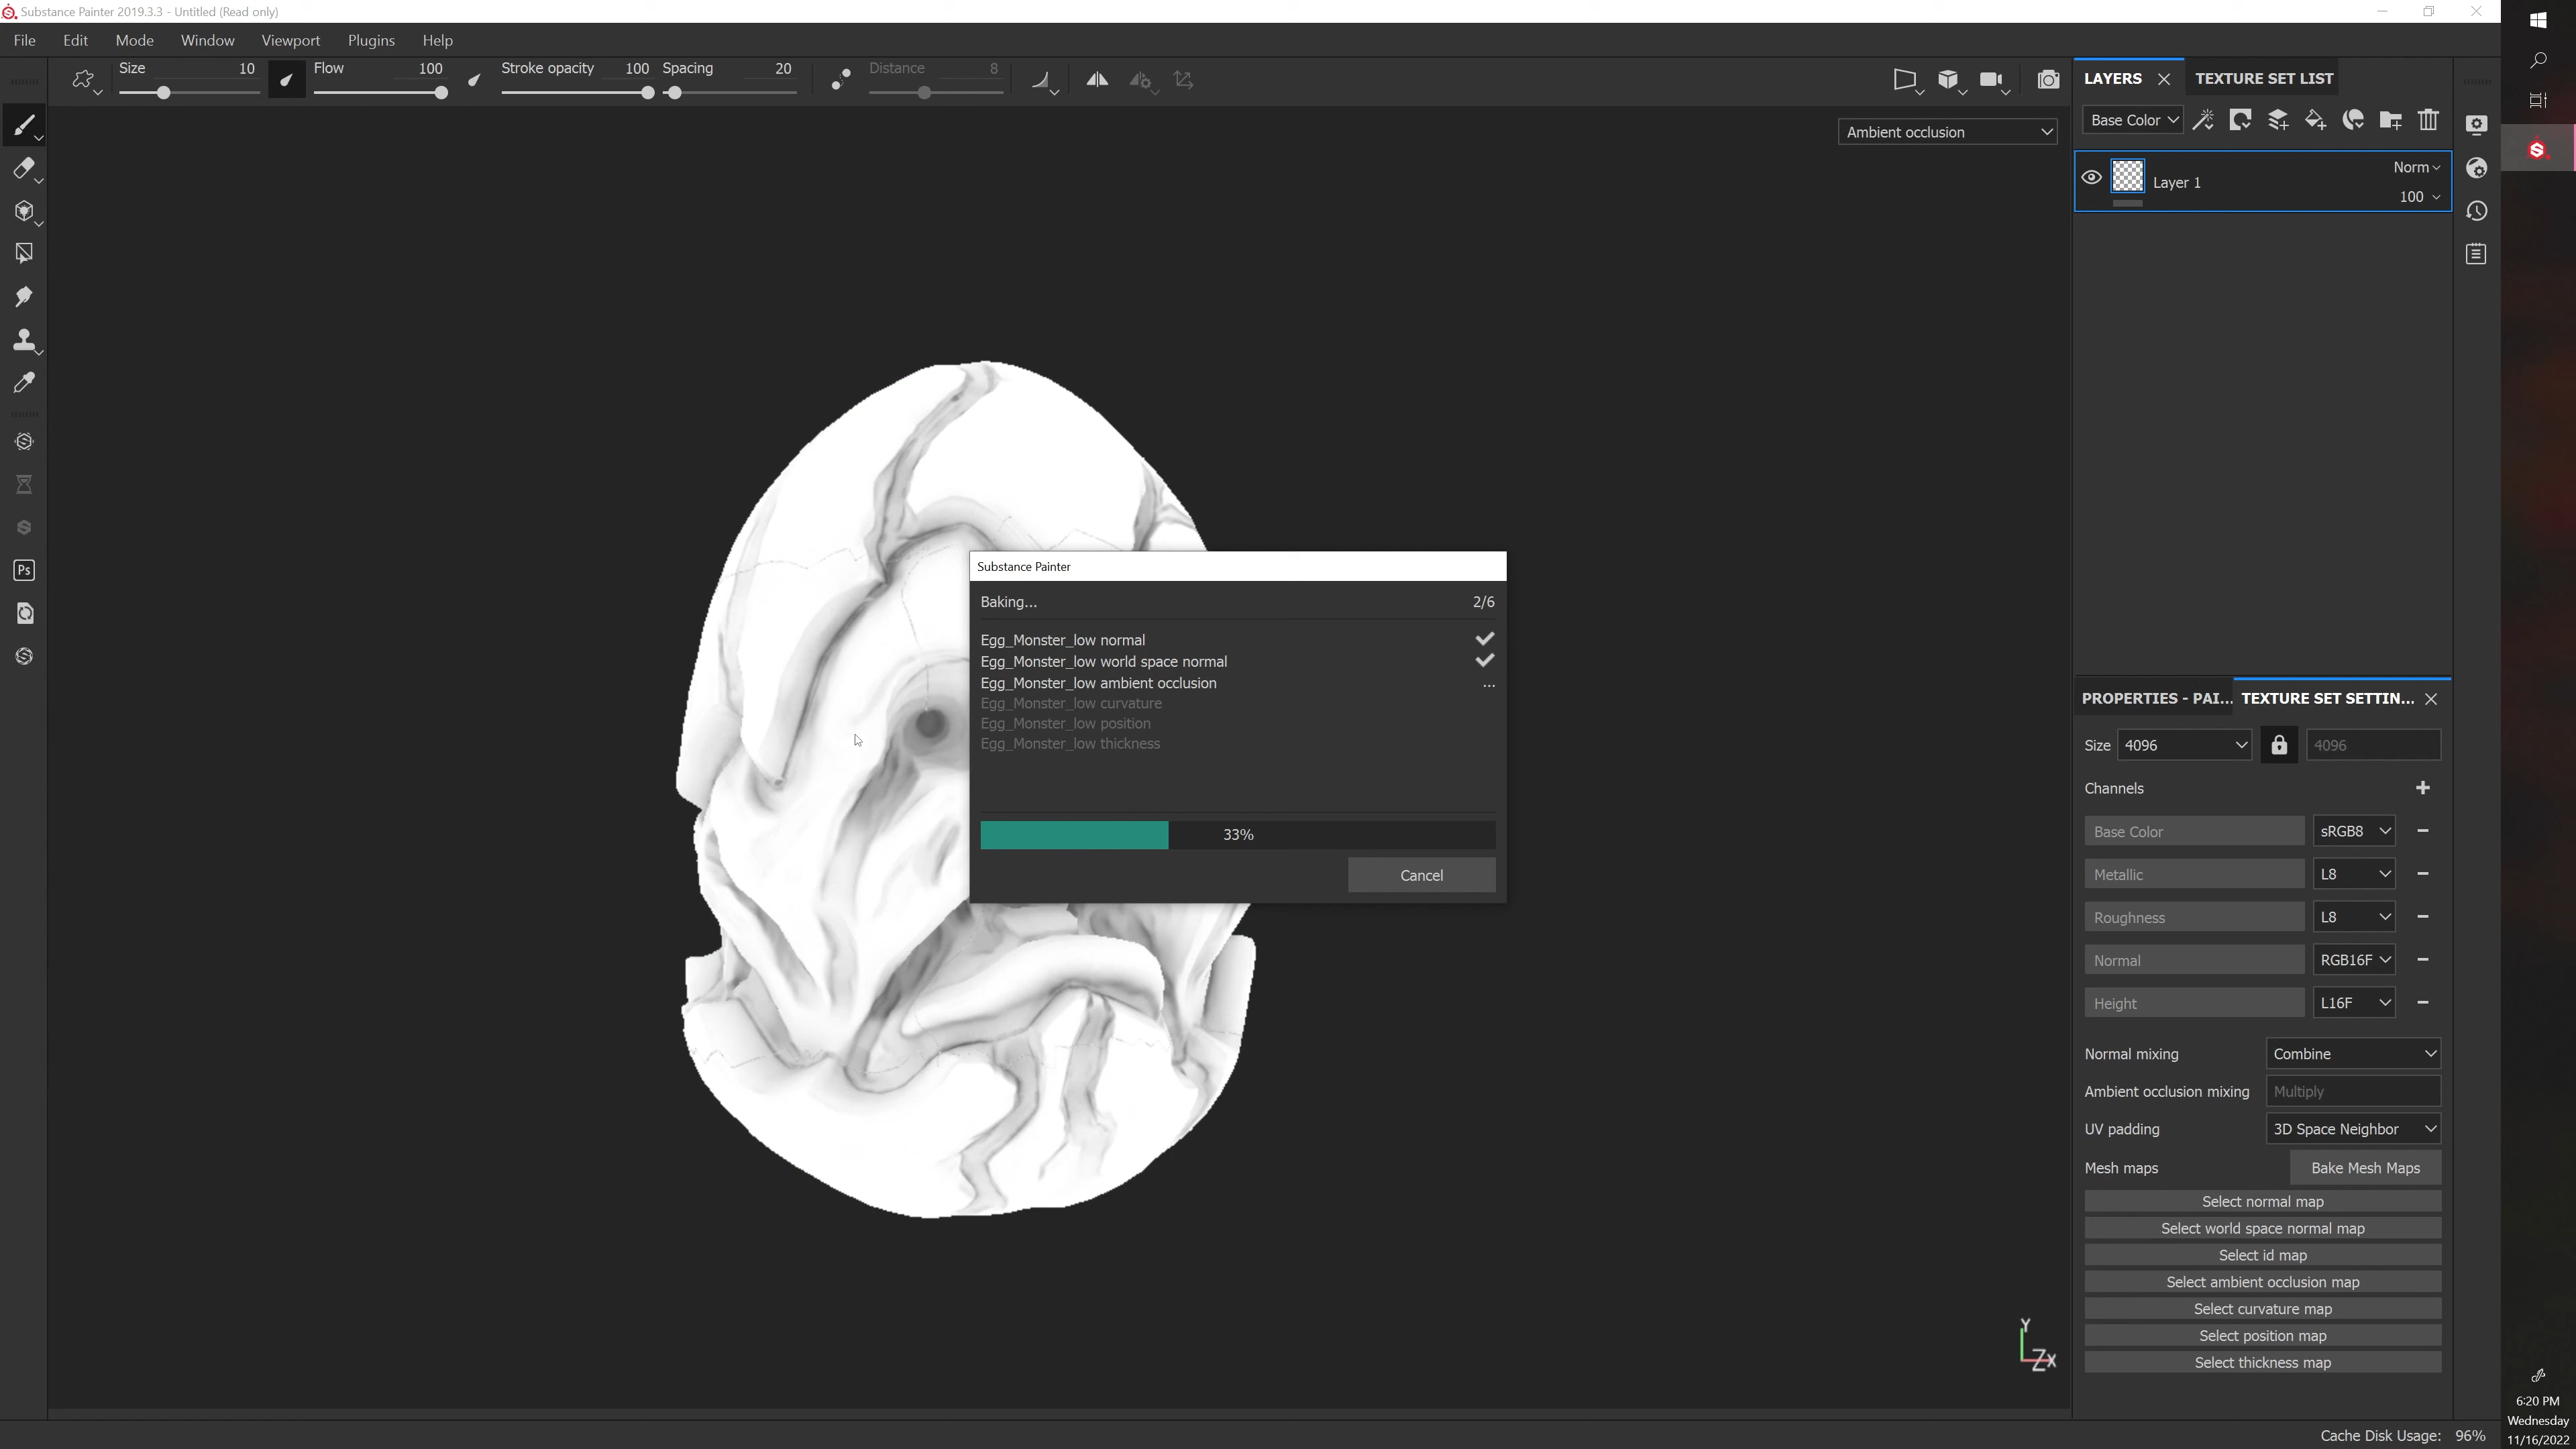 Substance Painter 2019.3.3 - Untitled (Read only)
File Edit Mode Window Viewport Plugins Help
Size 10 Flow 100 Stroke opacity 100 Spacing 20 Distance 8
Ambient occlusion
LAYERS TEXTURE SET LIST
Base Color
Norm
Layer 1
100
Ps
Substance Painter
Baking... 2/6
Egg_Monster_low normal
Egg_Monster_low world space normal
Egg_Monster_low ambient occlusion ...
Egg_Monster_low curvature
Egg_Monster_low position
Egg_Monster_low thickness
33%
Cancel
PROPERTIES - PAI... TEXTURE SET SETTIN...
Size 4096 4096
Channels
Base Color sRGB8
Metallic L8
Roughness L8
Normal RGB16F
Height L16F
Normal mixing Combine
Ambient occlusion mixing Multiply
UV padding 3D Space Neighbor
Mesh maps Bake Mesh Maps
Select normal map
Select world space normal map
Select id map
Select ambient occlusion map
Select curvature map
Select position map
Select thickness map
Y
Z X
Cache Disk Usage: 96%
6:20 PM
Wednesday
11/16/2022